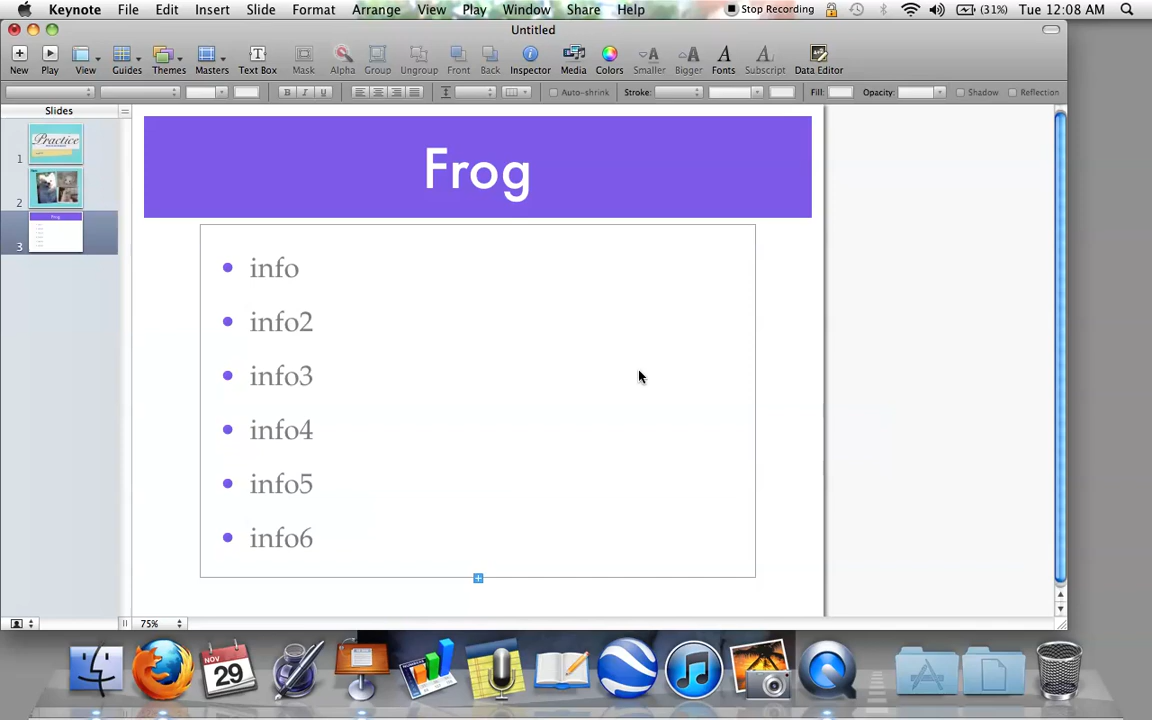 Keynote File Edit Insert Slide Format Arrange View Play Window Share Help Stop Recording (31%) Tue 12:08 AM
Untitled
New Play View Guides Themes Masters Text Box Mask Alpha Group Ungroup Front Back Inspector Media Colors Smaller Bigger Fonts Subscript Data Editor
B I U Auto-shrink Stroke: Fill: Opacity: Shadow Reflection
Slides
1
Practice
2
3
Frog
Frog
info
info2
info3
info4
info5
info6
75%
NOV
29